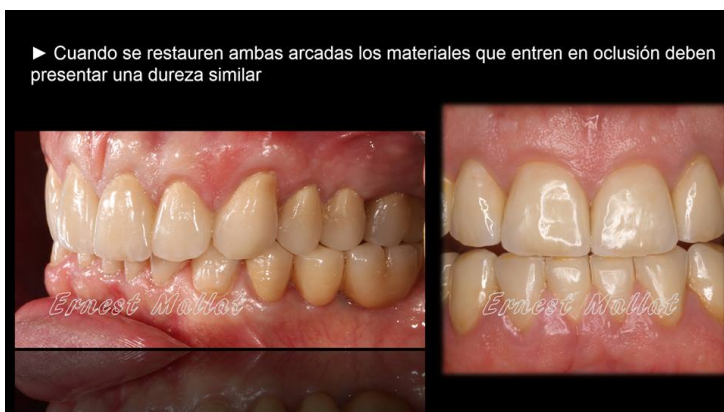 ► Cuando se restauren ambas arcadas los materiales que entren en oclusión deben
presentar una dureza similar
Ernest Mallat
Ernest Mallat